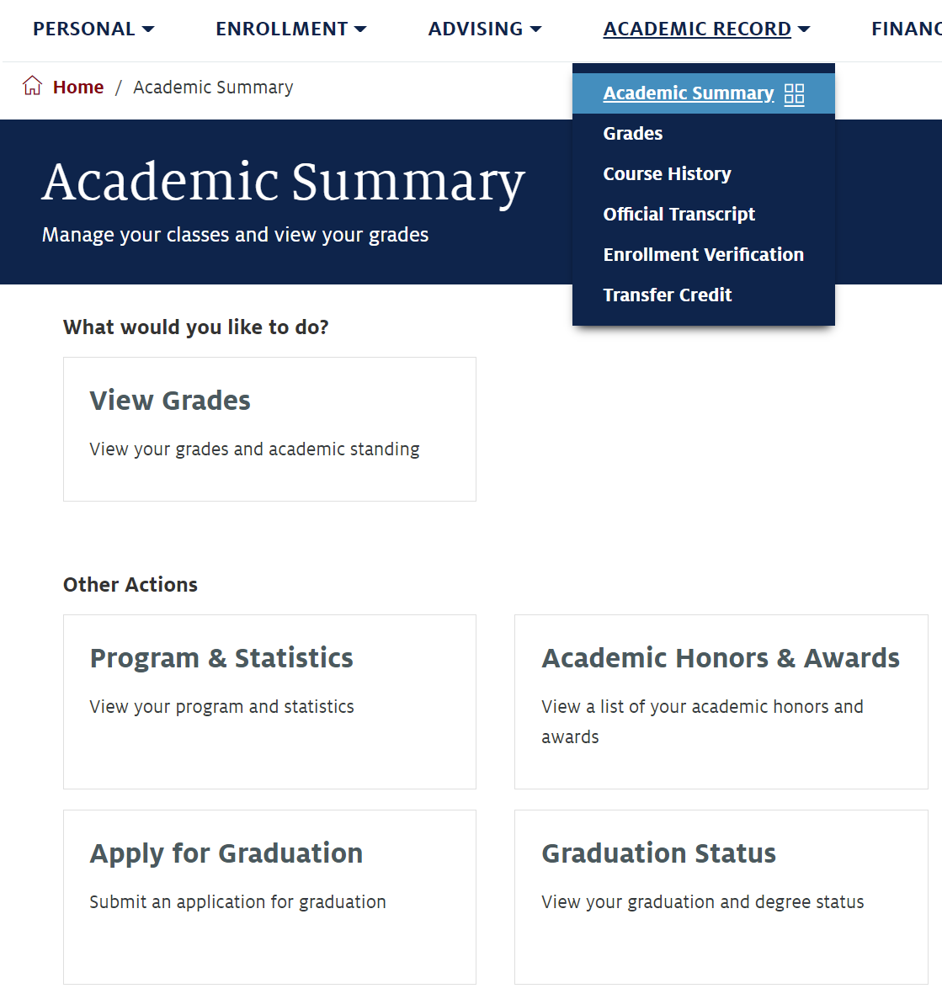 PERSONAL ENROLLMENT ADVISING ACADEMIC RECORD FINANC
Home / Academic Summary
Academic Summary
Grades
Course History
Official Transcript
Enrollment Verification
Transfer Credit
Academic Summary
Manage your classes and view your grades
What would you like to do?
View Grades
View your grades and academic standing
Other Actions
Program & Statistics
View your program and statistics
Academic Honors & Awards
View a list of your academic honors and
awards
Apply for Graduation
Submit an application for graduation
Graduation Status
View your graduation and degree status